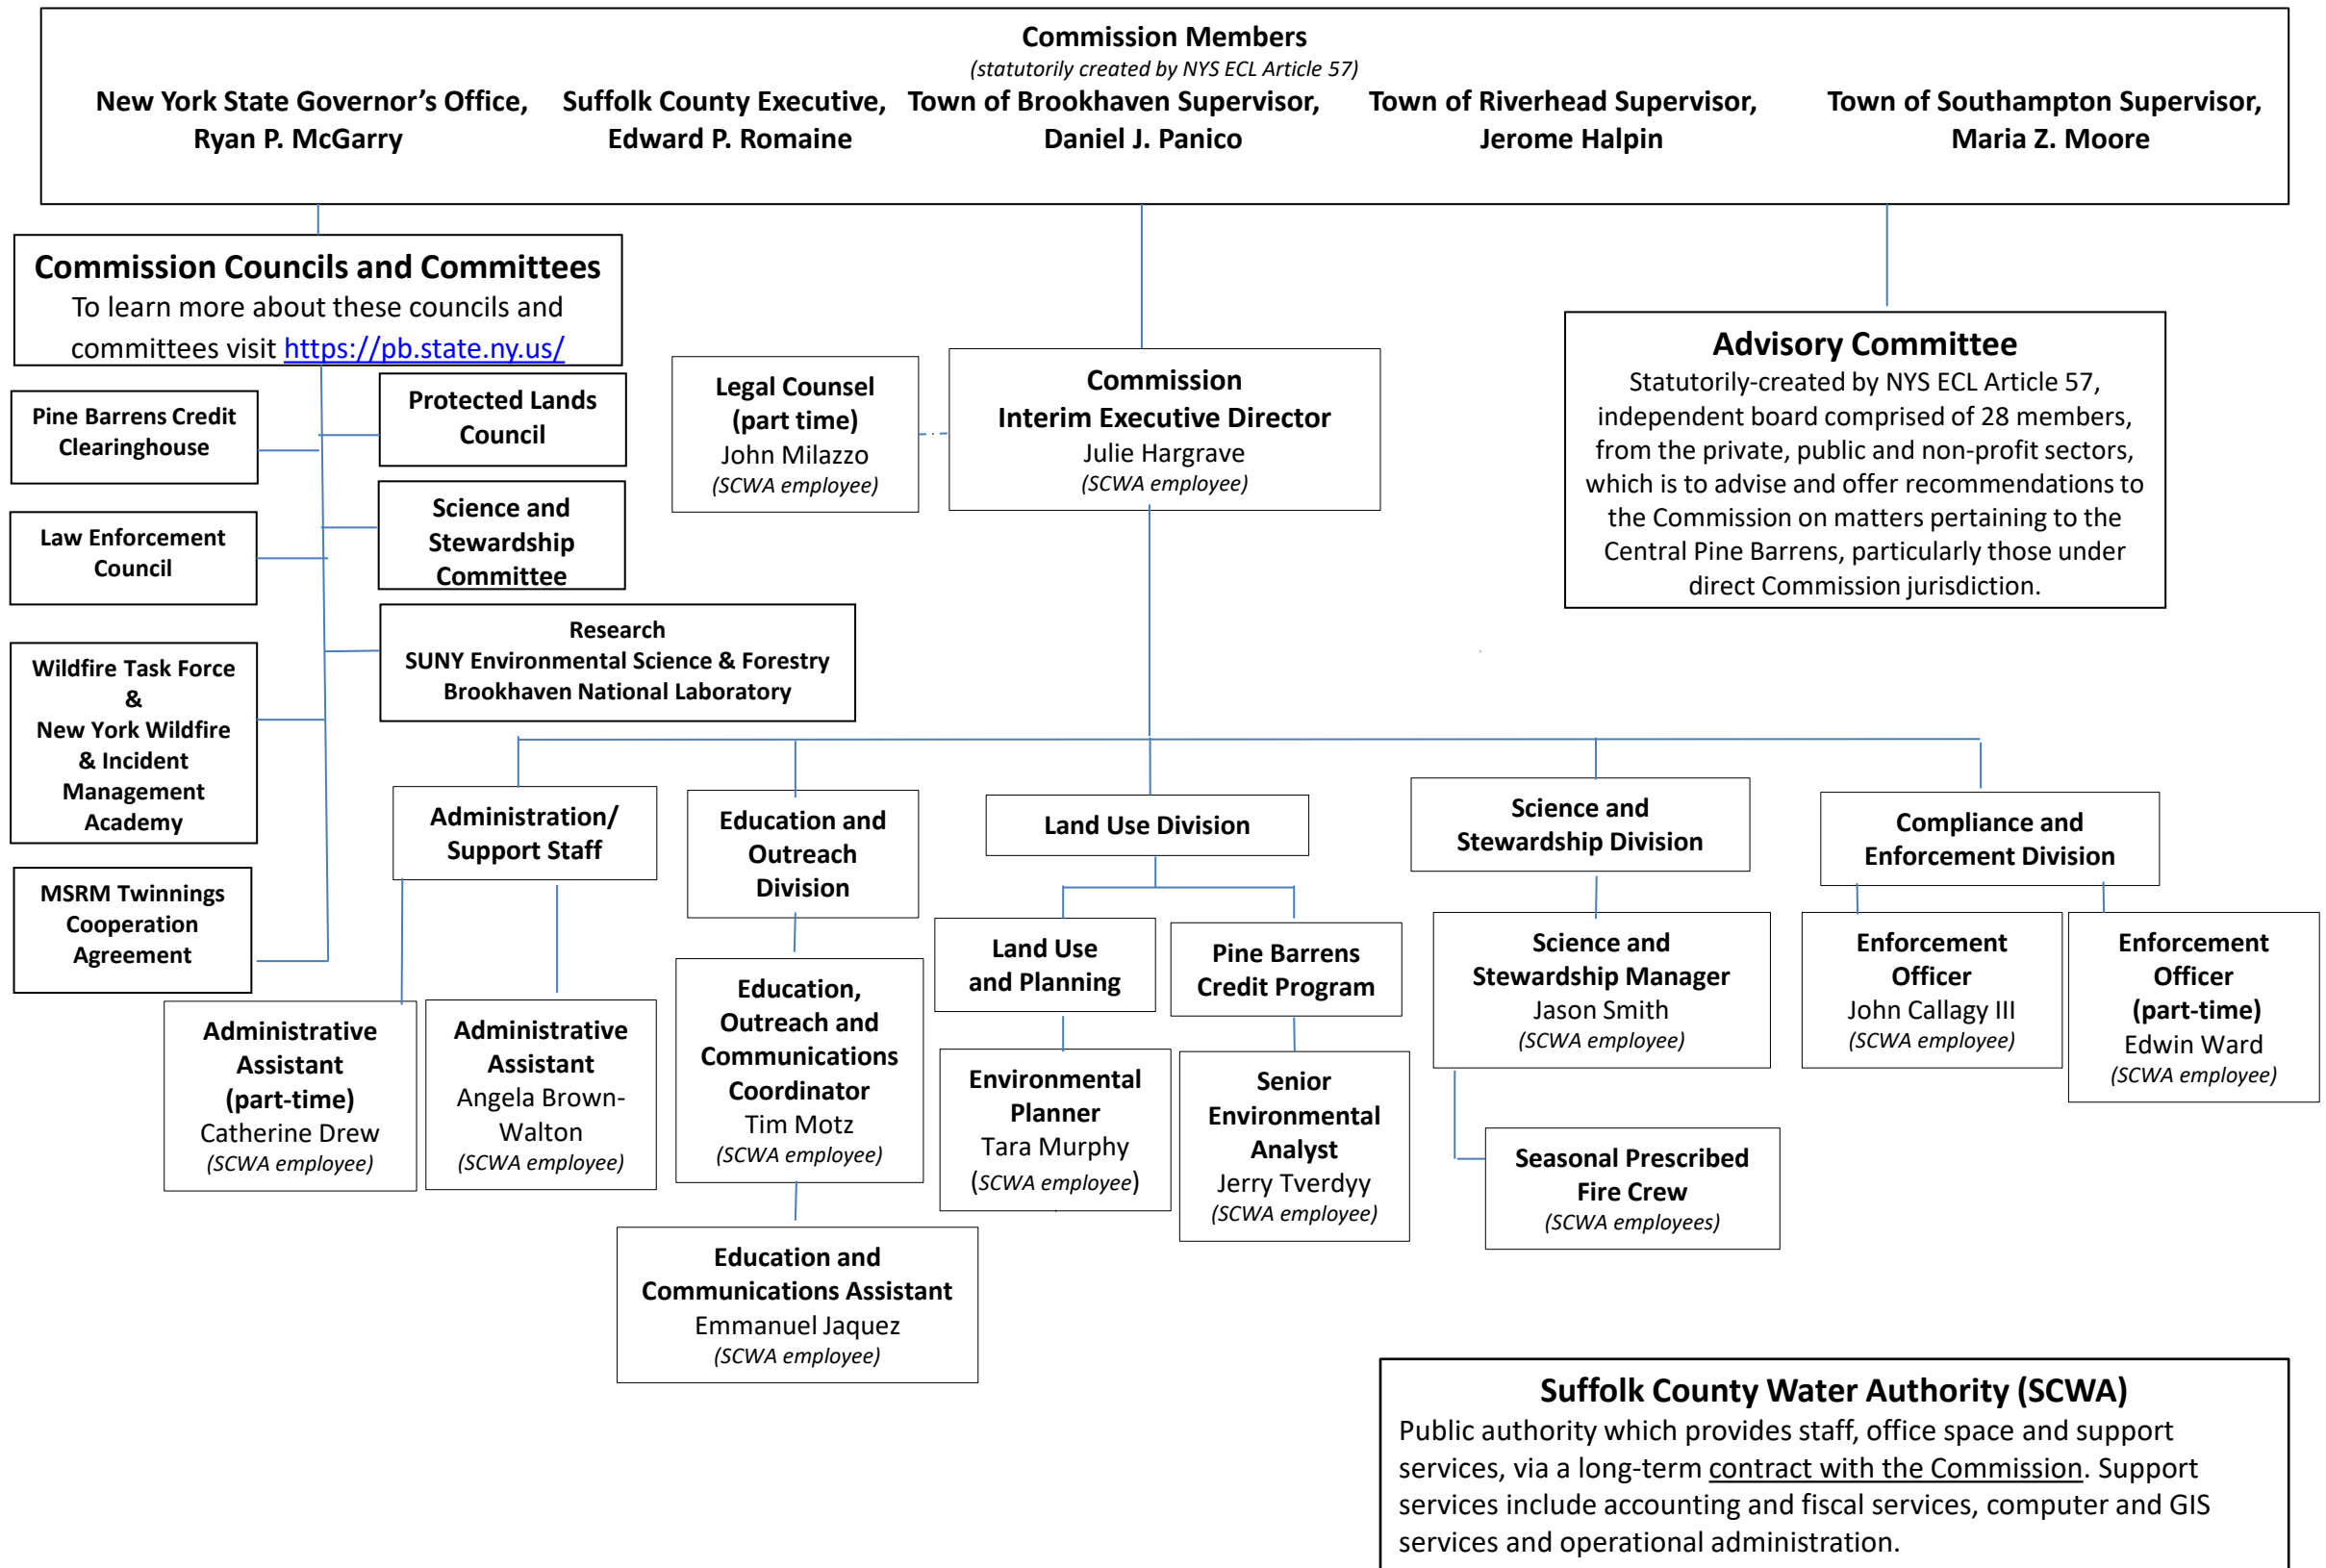 Commission Members
(statutorily created by NYS ECL Article 57)
New York State Governor's Office,
Ryan P. McGarry
Suffolk County Executive,
Edward P. Romaine
Town of Brookhaven Supervisor,
Daniel J. Panico
Town of Riverhead Supervisor,
Jerome Halpin
Town of Southampton Supervisor,
Maria Z. Moore
Commission Councils and Committees
To learn more about these councils and
committees visit https://pb.state.ny.us/
Pine Barrens Credit
Clearinghouse
Protected Lands
Council
Law Enforcement
Council
Science and
Stewardship
Committee
Research
SUNY Environmental Science & Forestry
Brookhaven National Laboratory
Wildfire Task Force
&
New York Wildfire
& Incident
Management
Academy
MSRM Twinnings
Cooperation
Agreement
Legal Counsel
(part time)
John Milazzo
(SCWA employee)
Commission
Interim Executive Director
Julie Hargrave
(SCWA employee)
Advisory Committee
Statutorily-created by NYS ECL Article 57,
independent board comprised of 28 members,
from the private, public and non-profit sectors,
which is to advise and offer recommendations to
the Commission on matters pertaining to the
Central Pine Barrens, particularly those under
direct Commission jurisdiction.
Administration/
Support Staff
Administrative
Assistant
(part-time)
Catherine Drew
(SCWA employee)
Administrative
Assistant
Angela Brown-
Walton
(SCWA employee)
Education and
Outreach
Division
Education,
Outreach and
Communications
Coordinator
Tim Motz
(SCWA employee)
Education and
Communications Assistant
Emmanuel Jaquez
(SCWA employee)
Land Use Division
Land Use
and Planning
Environmental
Planner
Tara Murphy
(SCWA employee)
Pine Barrens
Credit Program
Senior
Environmental
Analyst
Jerry Tverdyy
(SCWA employee)
Science and
Stewardship Division
Science and
Stewardship Manager
Jason Smith
(SCWA employee)
Seasonal Prescribed
Fire Crew
(SCWA employees)
Compliance and
Enforcement Division
Enforcement
Officer
John Callagy III
(SCWA employee)
Enforcement
Officer
(part-time)
Edwin Ward
(SCWA employee)
Suffolk County Water Authority (SCWA)
Public authority which provides staff, office space and support
services, via a long-term contract with the Commission. Support
services include accounting and fiscal services, computer and GIS
services and operational administration.